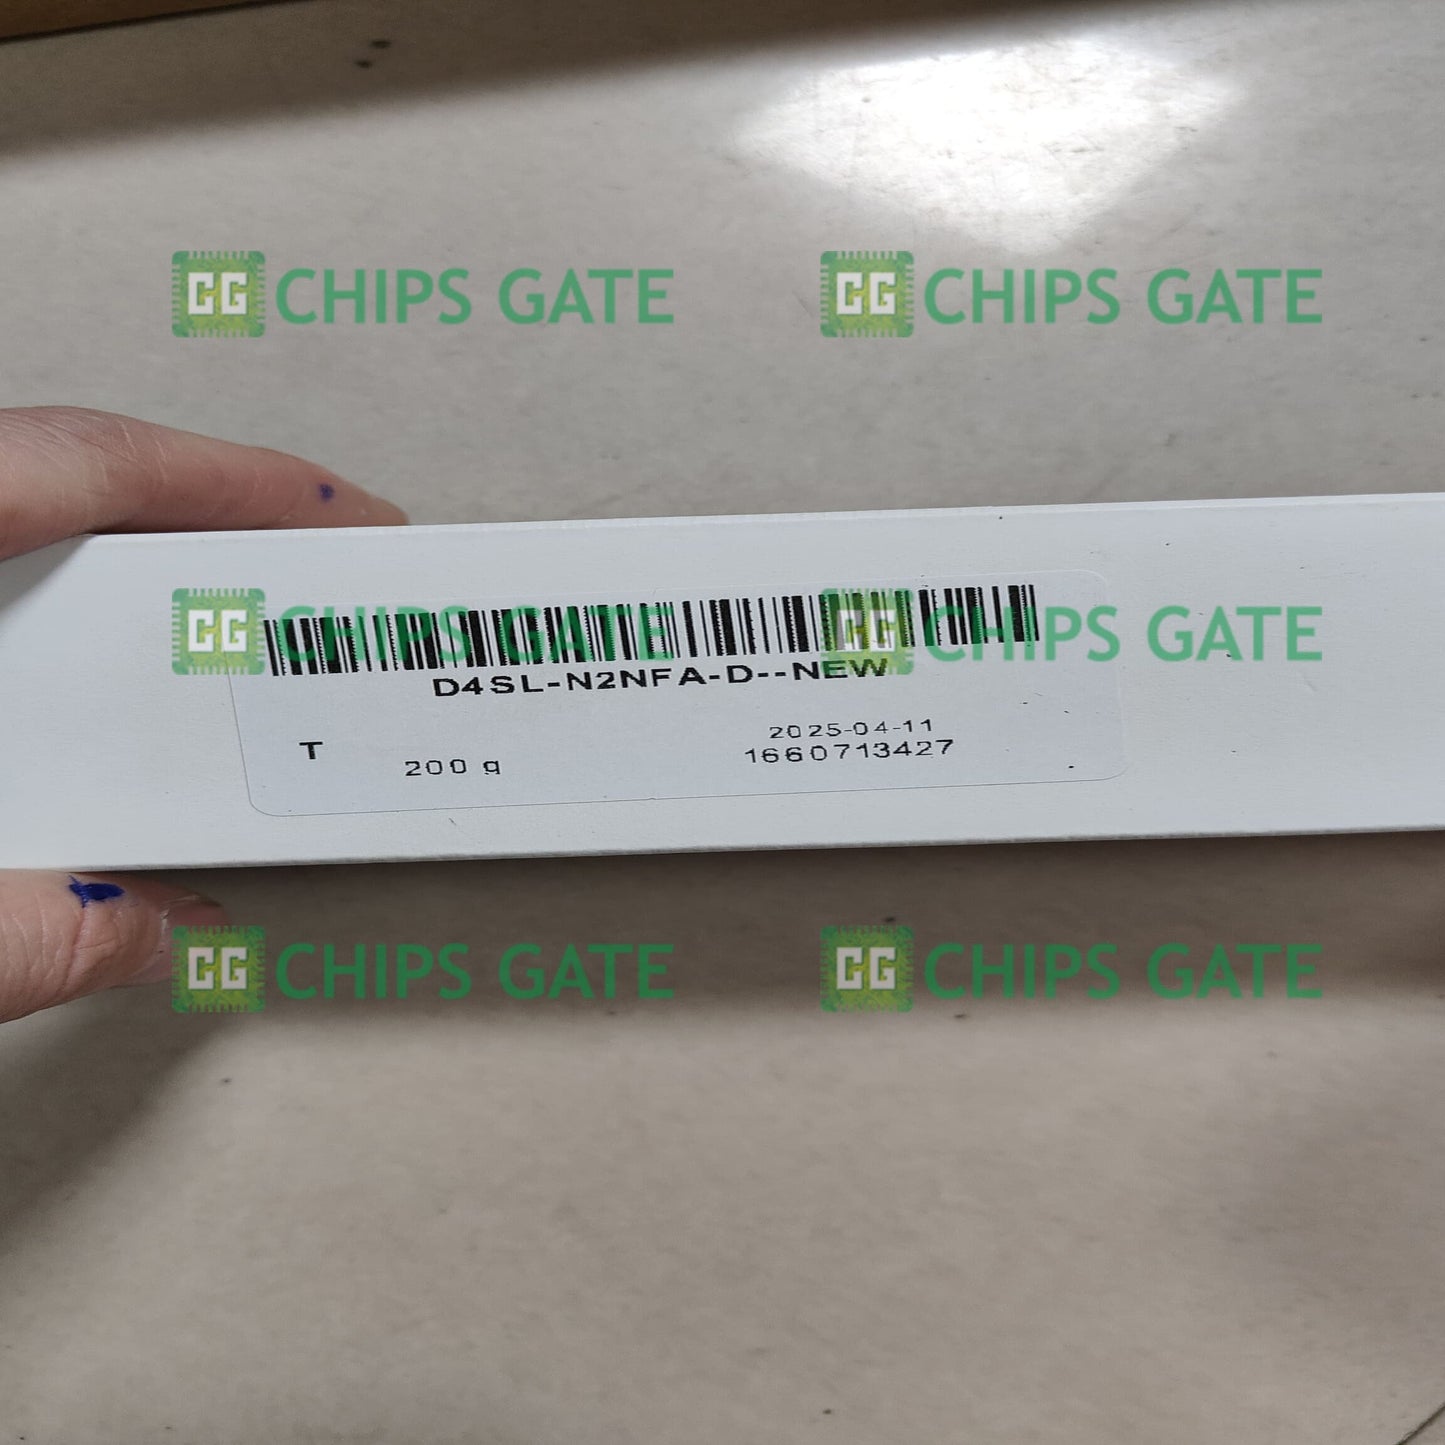 CG CHIPS GATE CG CHIPS GATE
CG CHIPS GATE CG CHIPS GATE
D4SL-N2NFA-D--NEW
2025-04-11
T 200 g 1660713427
CG CHIPS GATE CG CHIPS GATE